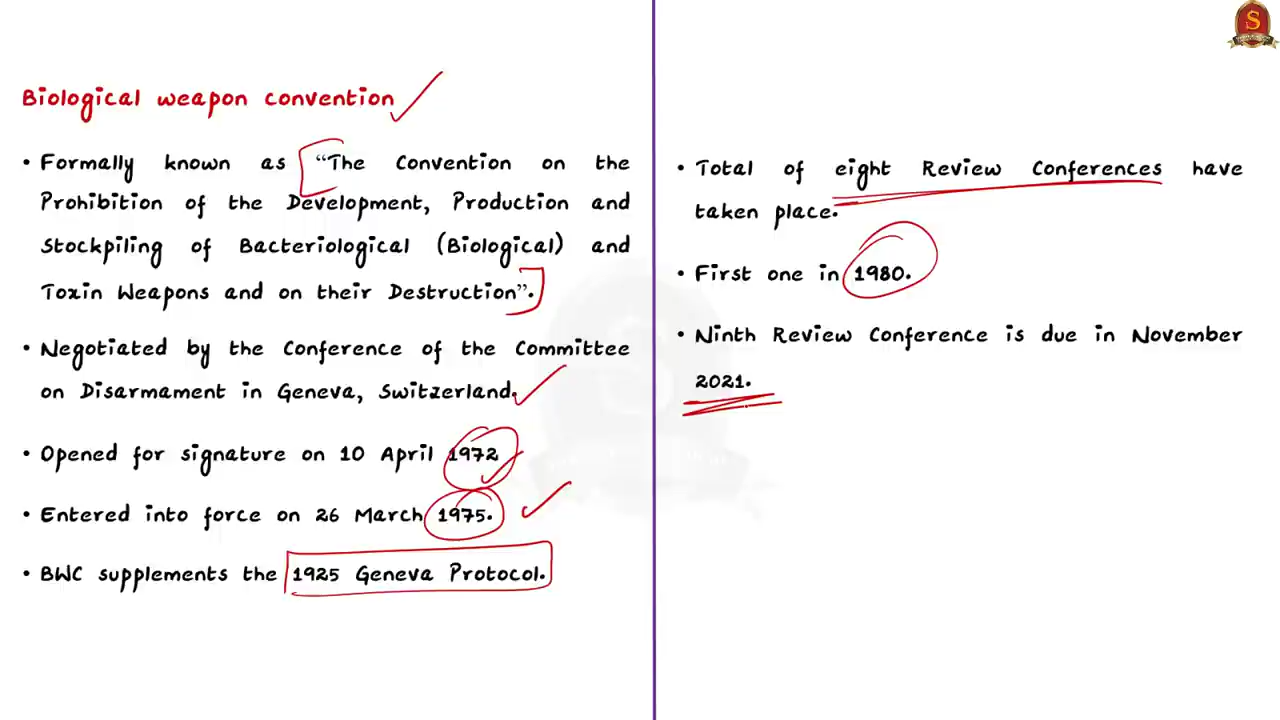 Biological weapon convention
• Formally known as “The Convention on the
Prohibition of the Development, Production and
Stockpiling of Bacteriological (Biological) and
Toxin Weapons and on their Destruction”.
• Negotiated by the Conference of the Committee
on Disarmament in Geneva, Switzerland.
• Opened for signature on 10 April 1972
• Entered into force on 26 March 1975.
• BWC supplements the 1925 Geneva Protocol.
• Total of eight Review Conferences have
taken place.
• First one in 1980.
• Ninth Review Conference is due in November
2021.
S